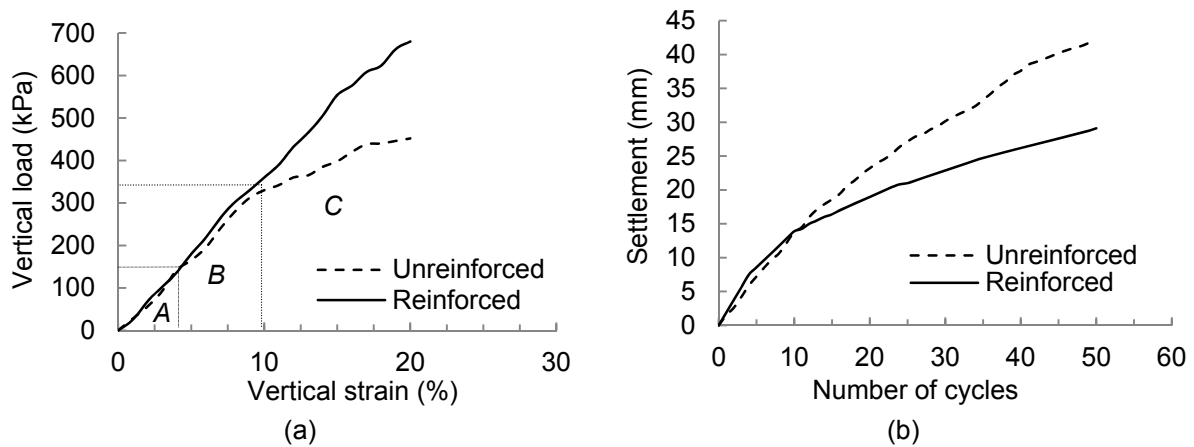 700
600
500
400
300
200
100
0
Vertical load (kPa)
A
B
C
Unreinforced
Reinforced
0 10 20 30
Vertical strain (%)
(a)
45
40
35
30
25
20
15
10
5
0
Settlement (mm)
Unreinforced
Reinforced
0 10 20 30 40 50 60
Number of cycles
(b)